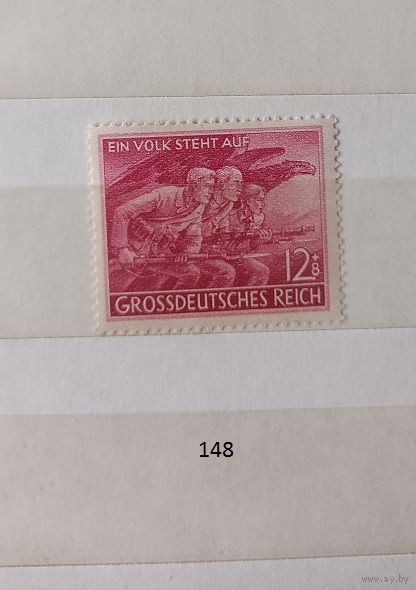 EIN VOLK STEHT AUF
12+8
GROSSDEUTSCHES REICH
148
www.ay.by